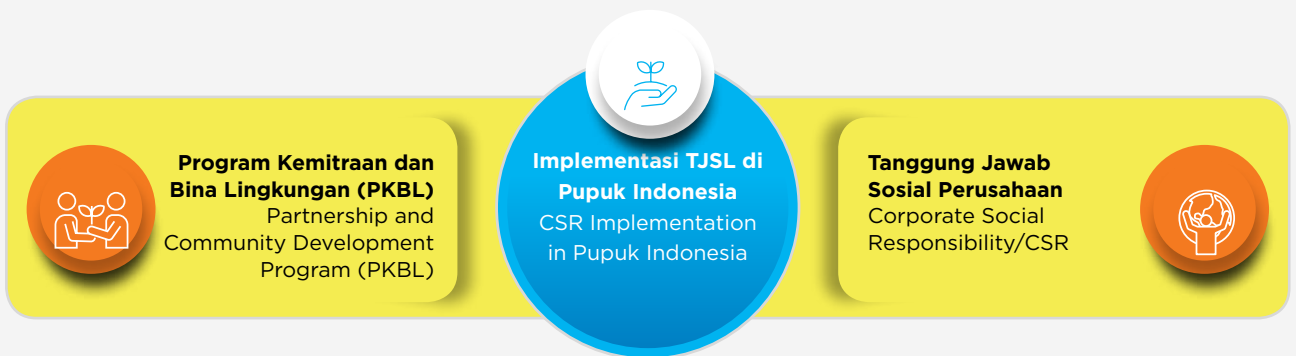 Program Kemitraan dan
Bina Lingkungan (PKBL)
Partnership and
Community Development
Program (PKBL)
Implementasi TJSL di
Pupuk Indonesia
CSR Implementation
in Pupuk Indonesia
Tanggung Jawab
Sosial Perusahaan
Corporate Social
Responsibility/CSR